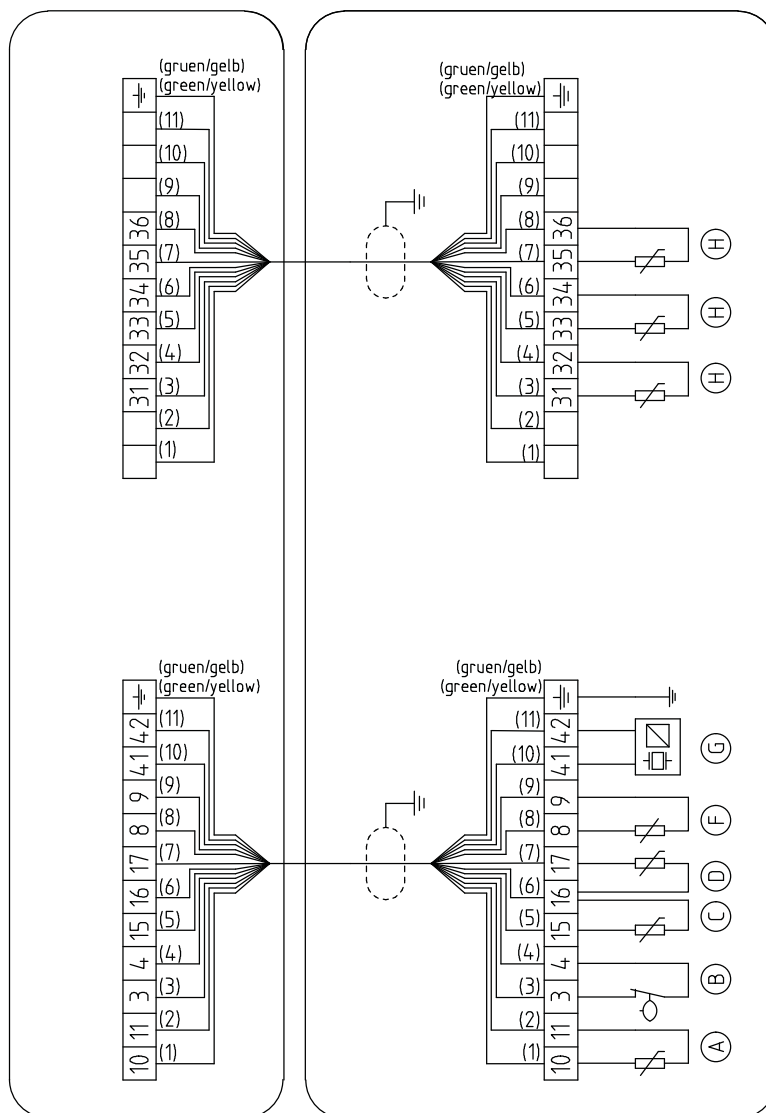 (gruen/gelb)
(green/yellow)
(11)
(10)
(9)
36 (8)
35 (7)
34 (6)
33 (5)
32 (4)
31 (3)
(2)
(1)
(gruen/gelb)
(green/yellow)
(11)
(10)
(9)
(8) 36 H
(7) 35
(6) 34 H
(5) 33
(4) 32 H
(3) 31
(2)
(1)
(gruen/gelb)
(green/yellow)
42 (11)
41 (10)
9 (9)
8 (8)
17 (7)
16 (6)
15 (5)
4 (4)
3 (3)
11 (2)
10 (1)
(gruen/gelb)
(green/yellow)
(11) 42 G
(10) 41
(9) 9 F
(8) 8
(7) 17 D
(6) 16 C
(5) 15
(4) 4 B
(3) 3
(2) 11 A
(1) 10